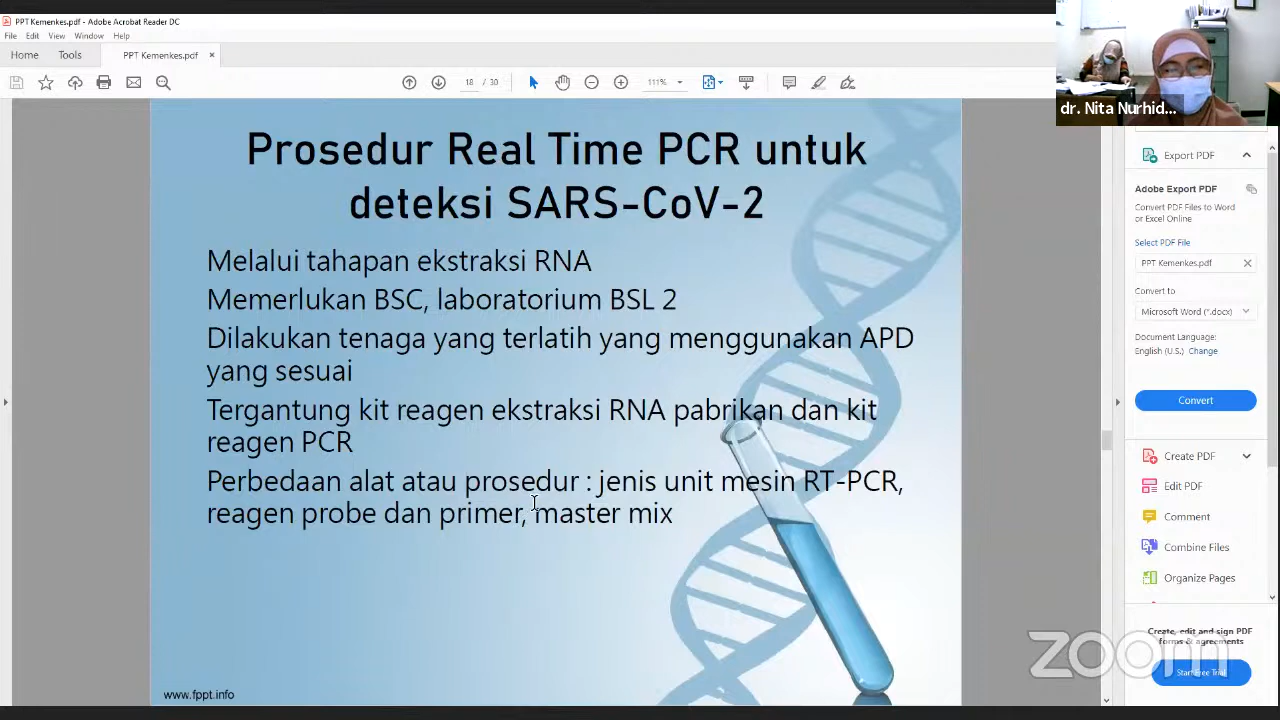 PPT Kemenkes.pdf - Adobe Acrobat Reader DC
File Edit View Window Help
Home Tools PPT Kemenkes.pdf ×
18 / 30 111%
dr. Nita Nurhid...
Prosedur Real Time PCR untuk
deteksi SARS-CoV-2
Melalui tahapan ekstraksi RNA
Memerlukan BSC, laboratorium BSL 2
Dilakukan tenaga yang terlatih yang menggunakan APD
yang sesuai
Tergantung kit reagen ekstraksi RNA pabrikan dan kit
reagen PCR
Perbedaan alat atau prosedur : jenis unit mesin RT-PCR,
reagen probe dan primer, master mix
www.fppt.info
Export PDF
Adobe Export PDF
Convert PDF Files to Word
or Excel Online
Select PDF File
PPT Kemenkes.pdf
Convert to
Microsoft Word (*.docx)
Document Language:
English (U.S.) Change
Convert
Create PDF
Edit PDF
Comment
Combine Files
Organize Pages
Create, edit and sign PDF
forms & agreements
Start Free Trial
zoom